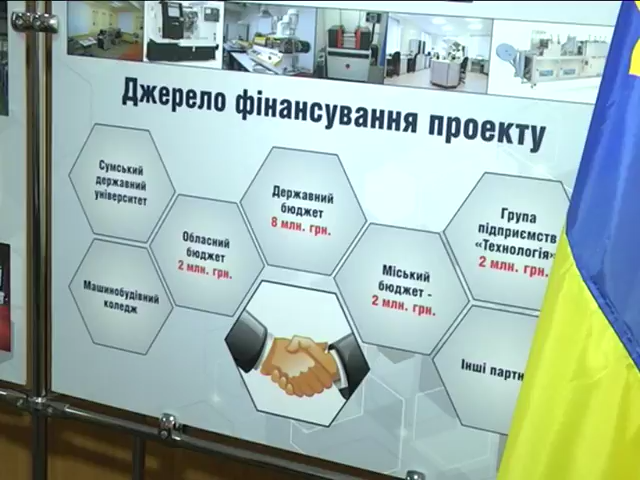 Джерело фінансування проекту
Сумський
державний
університет
Машинобудівний
коледж
Обласний
бюджет
2 млн. грн.
Державний
бюджет
8 млн. грн.
Міський
бюджет -
2 млн. грн.
Група
підприємств
«Технологія»
2 млн. грн.
Інші